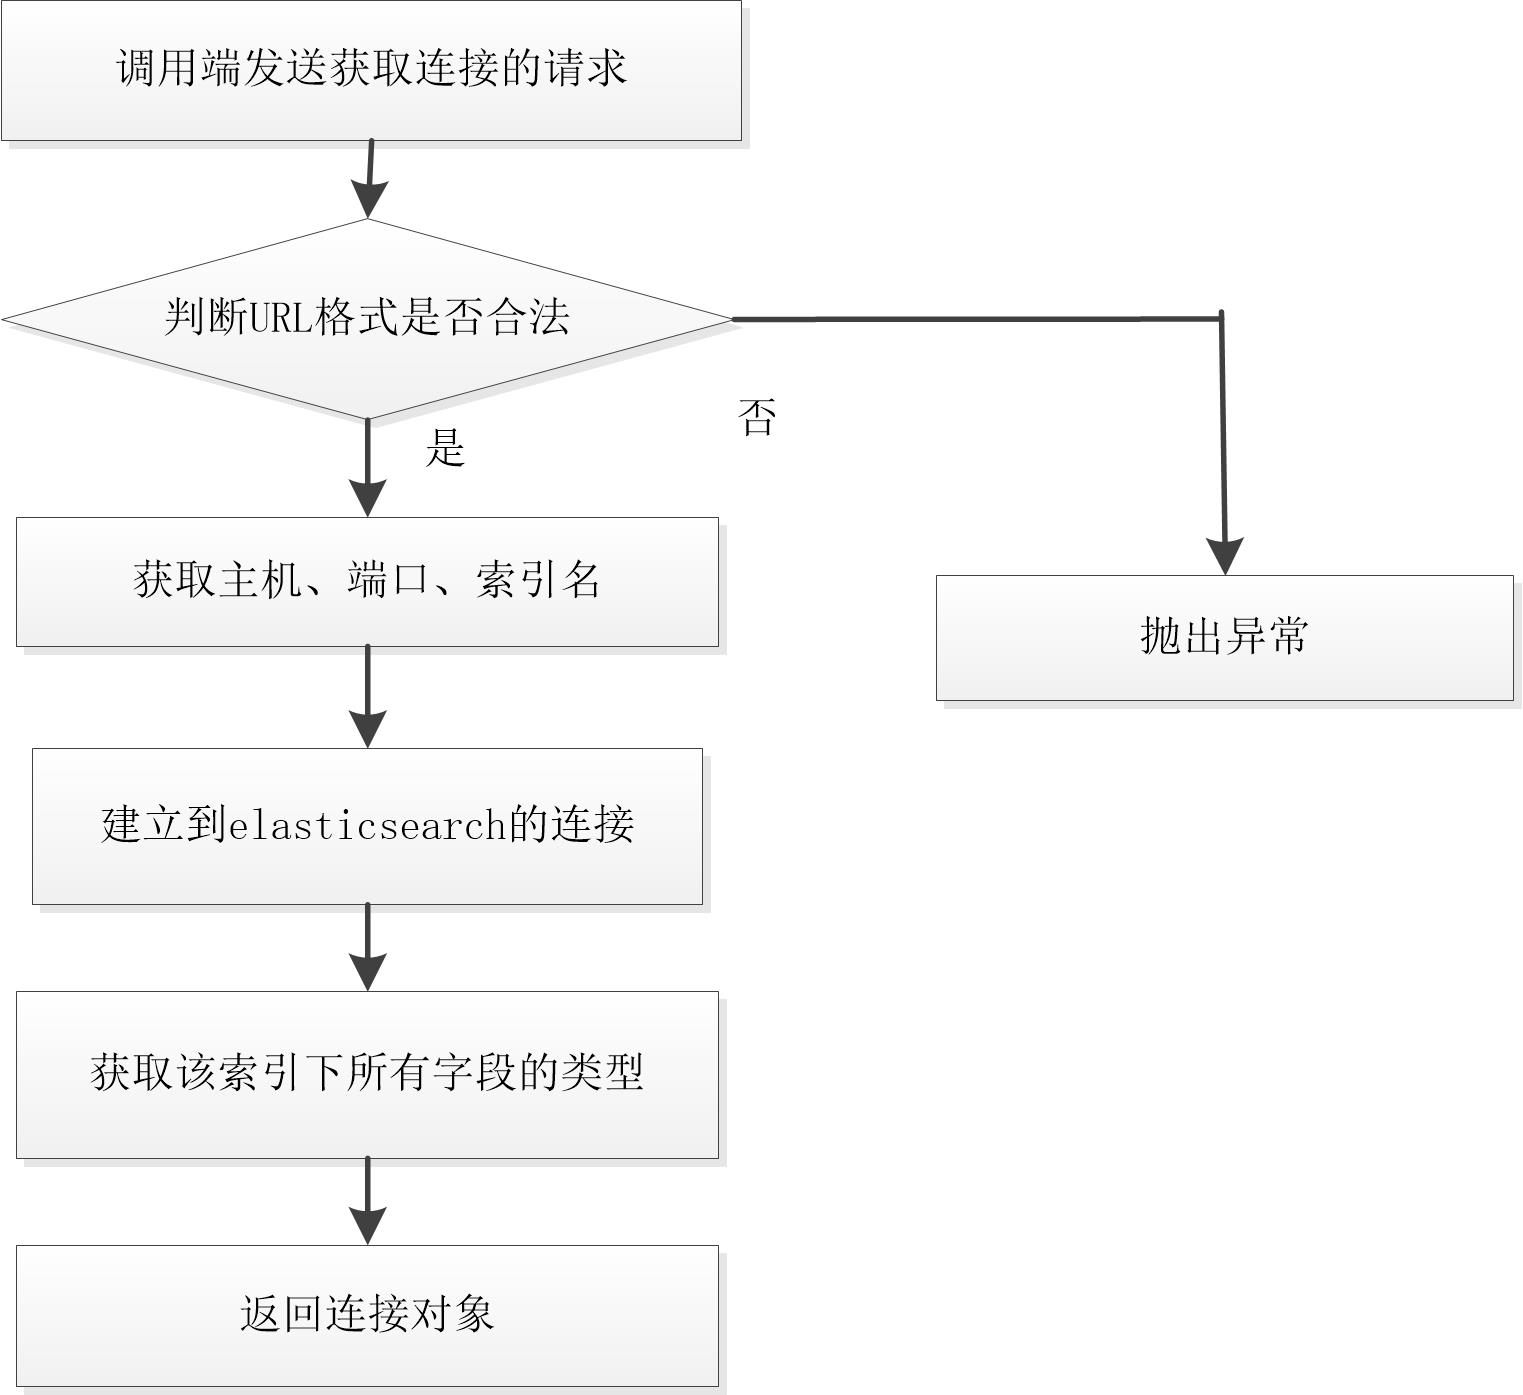 调用端发送获取连接的请求
判断URL格式是否合法
否
是
获取主机、端口、索引名
抛出异常
建立到elasticsearch的连接
获取该索引下所有字段的类型
返回连接对象